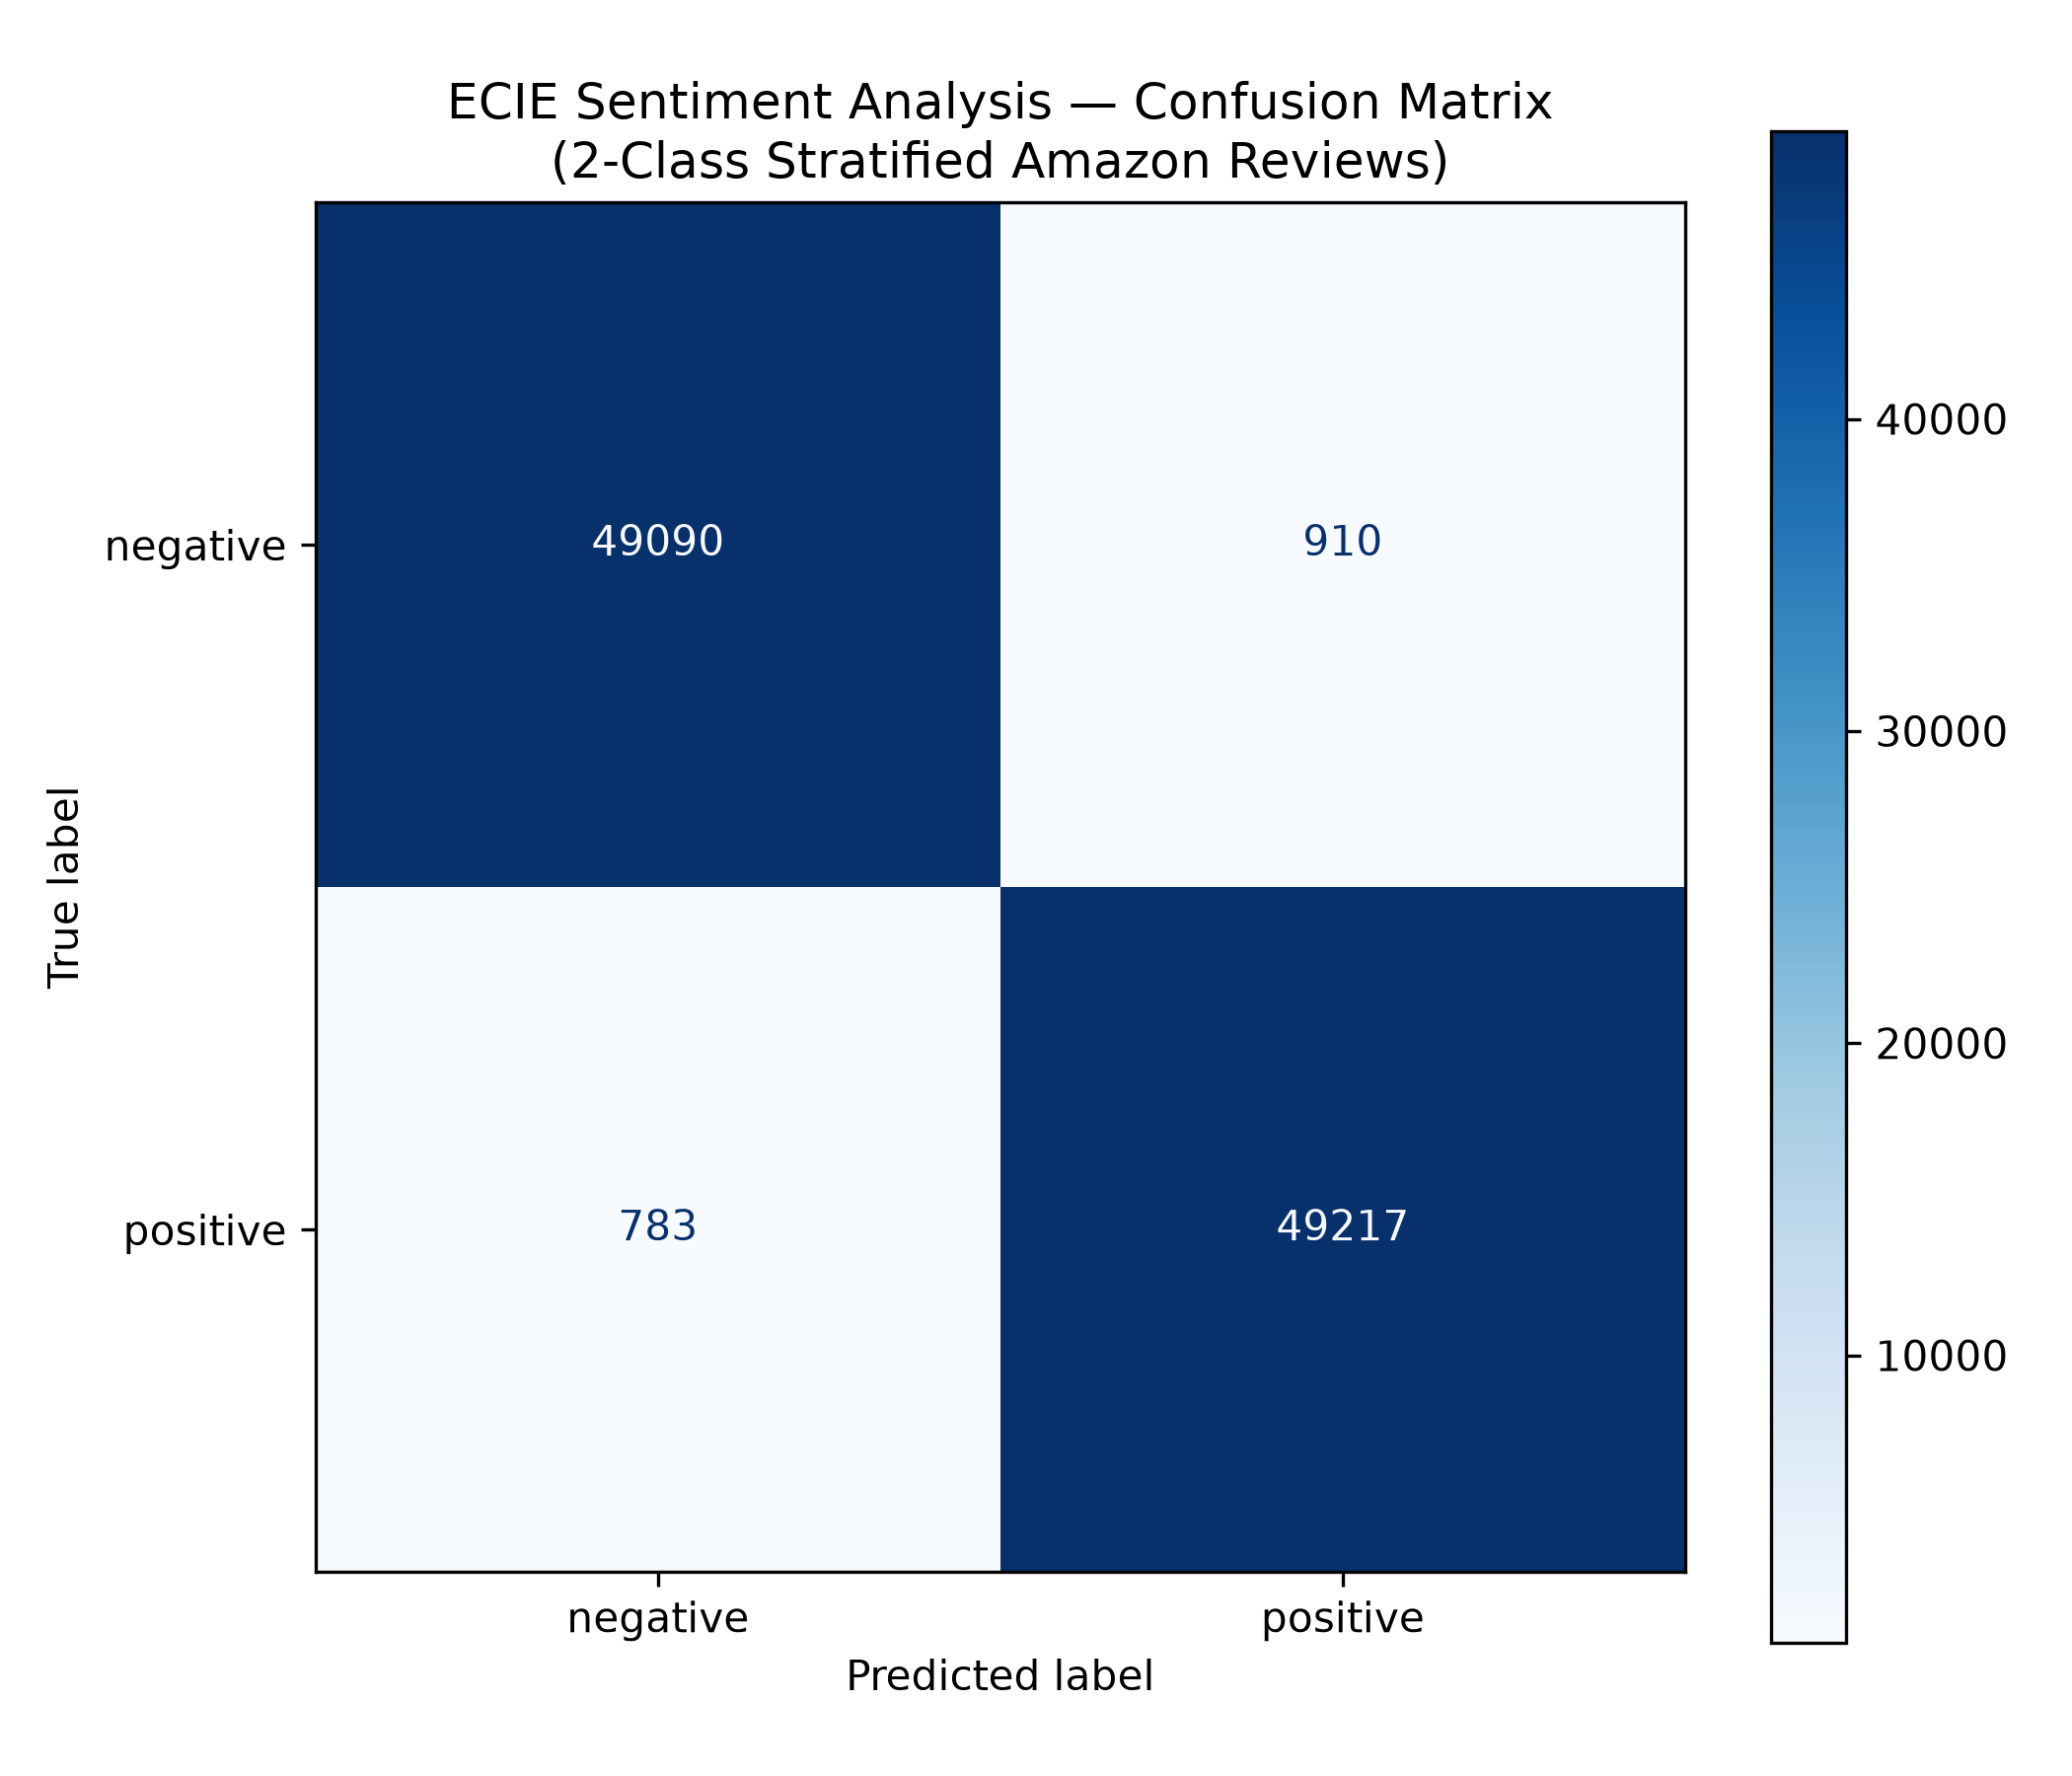 ECIE Sentiment Analysis — Confusion Matrix
(2-Class Stratified Amazon Reviews)
True label
negative
49090
910
positive
783
49217
negative
positive
Predicted label
40000
30000
20000
10000